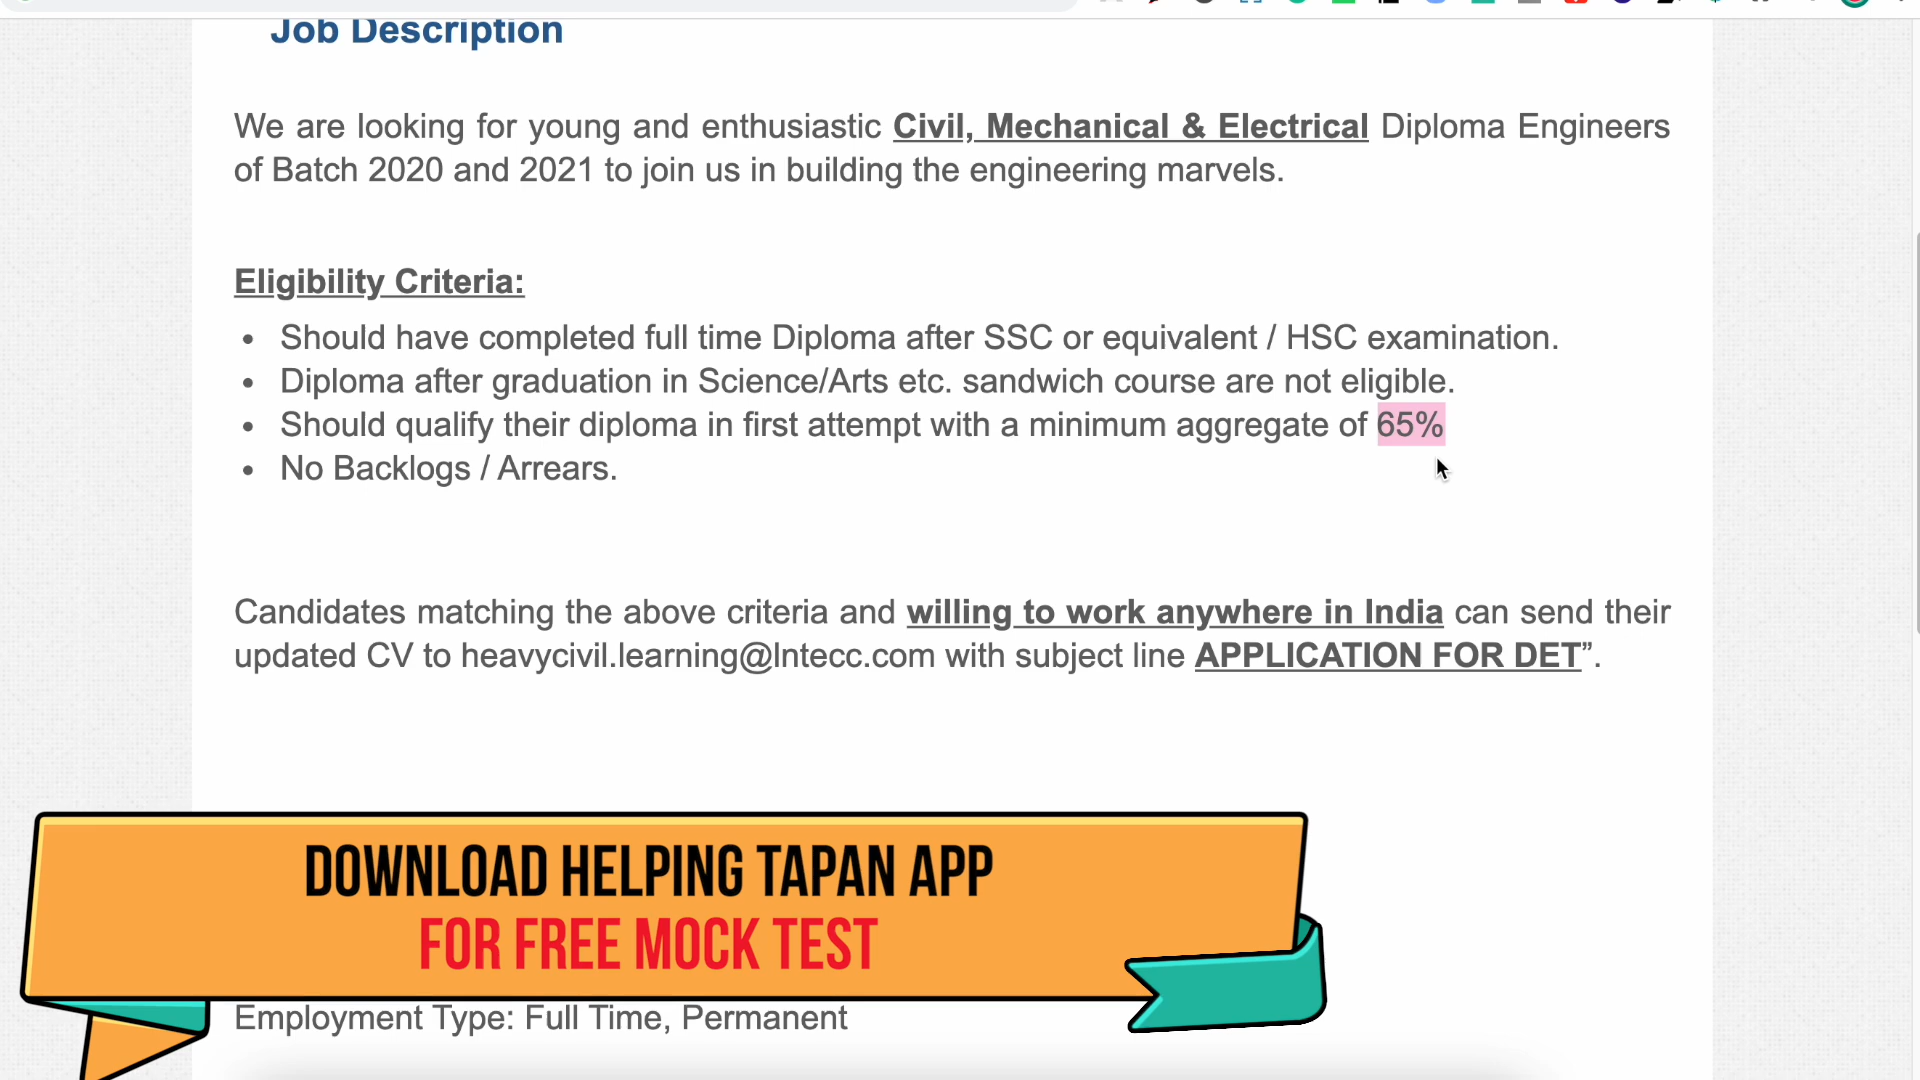 Job Description
We are looking for young and enthusiastic Civil, Mechanical & Electrical Diploma Engineers
of Batch 2020 and 2021 to join us in building the engineering marvels.
Eligibility Criteria:
• Should have completed full time Diploma after SSC or equivalent / HSC examination.
• Diploma after graduation in Science/Arts etc. sandwich course are not eligible.
• Should qualify their diploma in first attempt with a minimum aggregate of 65%
• No Backlogs / Arrears.
Candidates matching the above criteria and willing to work anywhere in India can send their
updated CV to heavycivil.learning@lntecc.com with subject line APPLICATION FOR DET”.
DOWNLOAD HELPING TAPAN APP
FOR FREE MOCK TEST
Employment Type: Full Time, Permanent